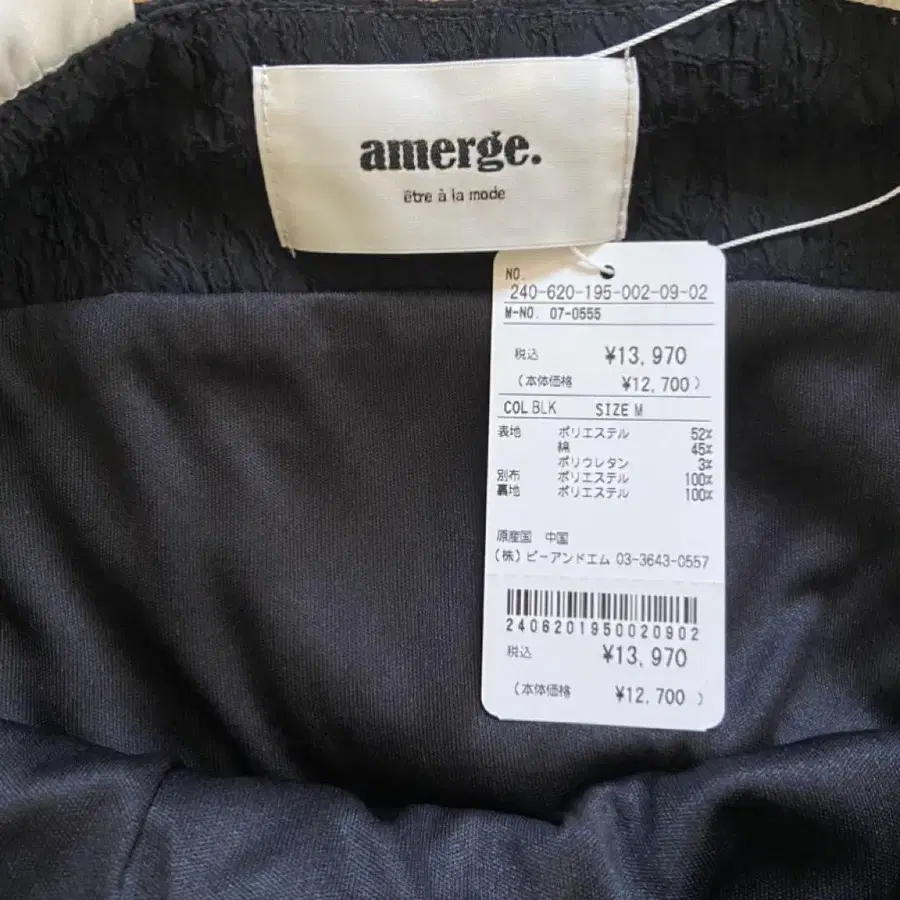 amerge.
être à la mode
NO.
240-620-195-002-09-02
M-NO. 07-0555
税込 ¥13,970
(本体価格 ¥12,700)
COL BLK SIZE M
表地 ポリエステル 52%
綿 45%
ポリウレタン 3%
別布 ポリエステル 100%
裏地 ポリエステル 100%
原産国 中国
(株)ビーアンドエム 03-3643-0557
2406201950020902
税込 ¥13,970
(本体価格 ¥12,700)